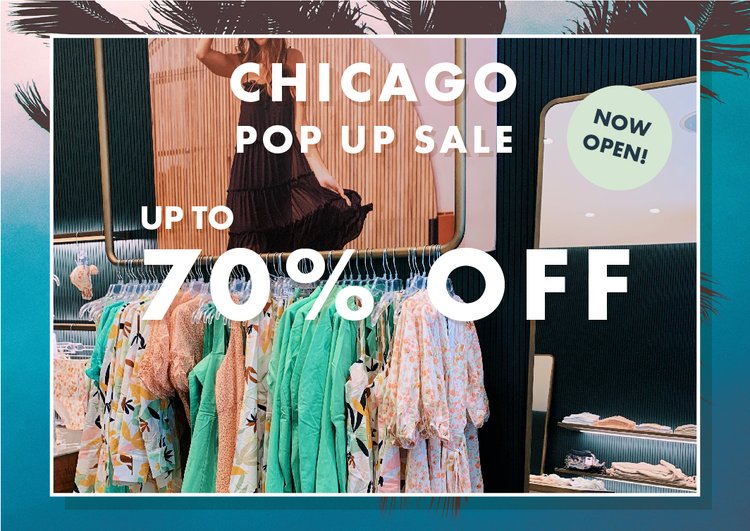 CHICAGO
POP UP SALE
NOW
OPEN!
UP TO
70% OFF